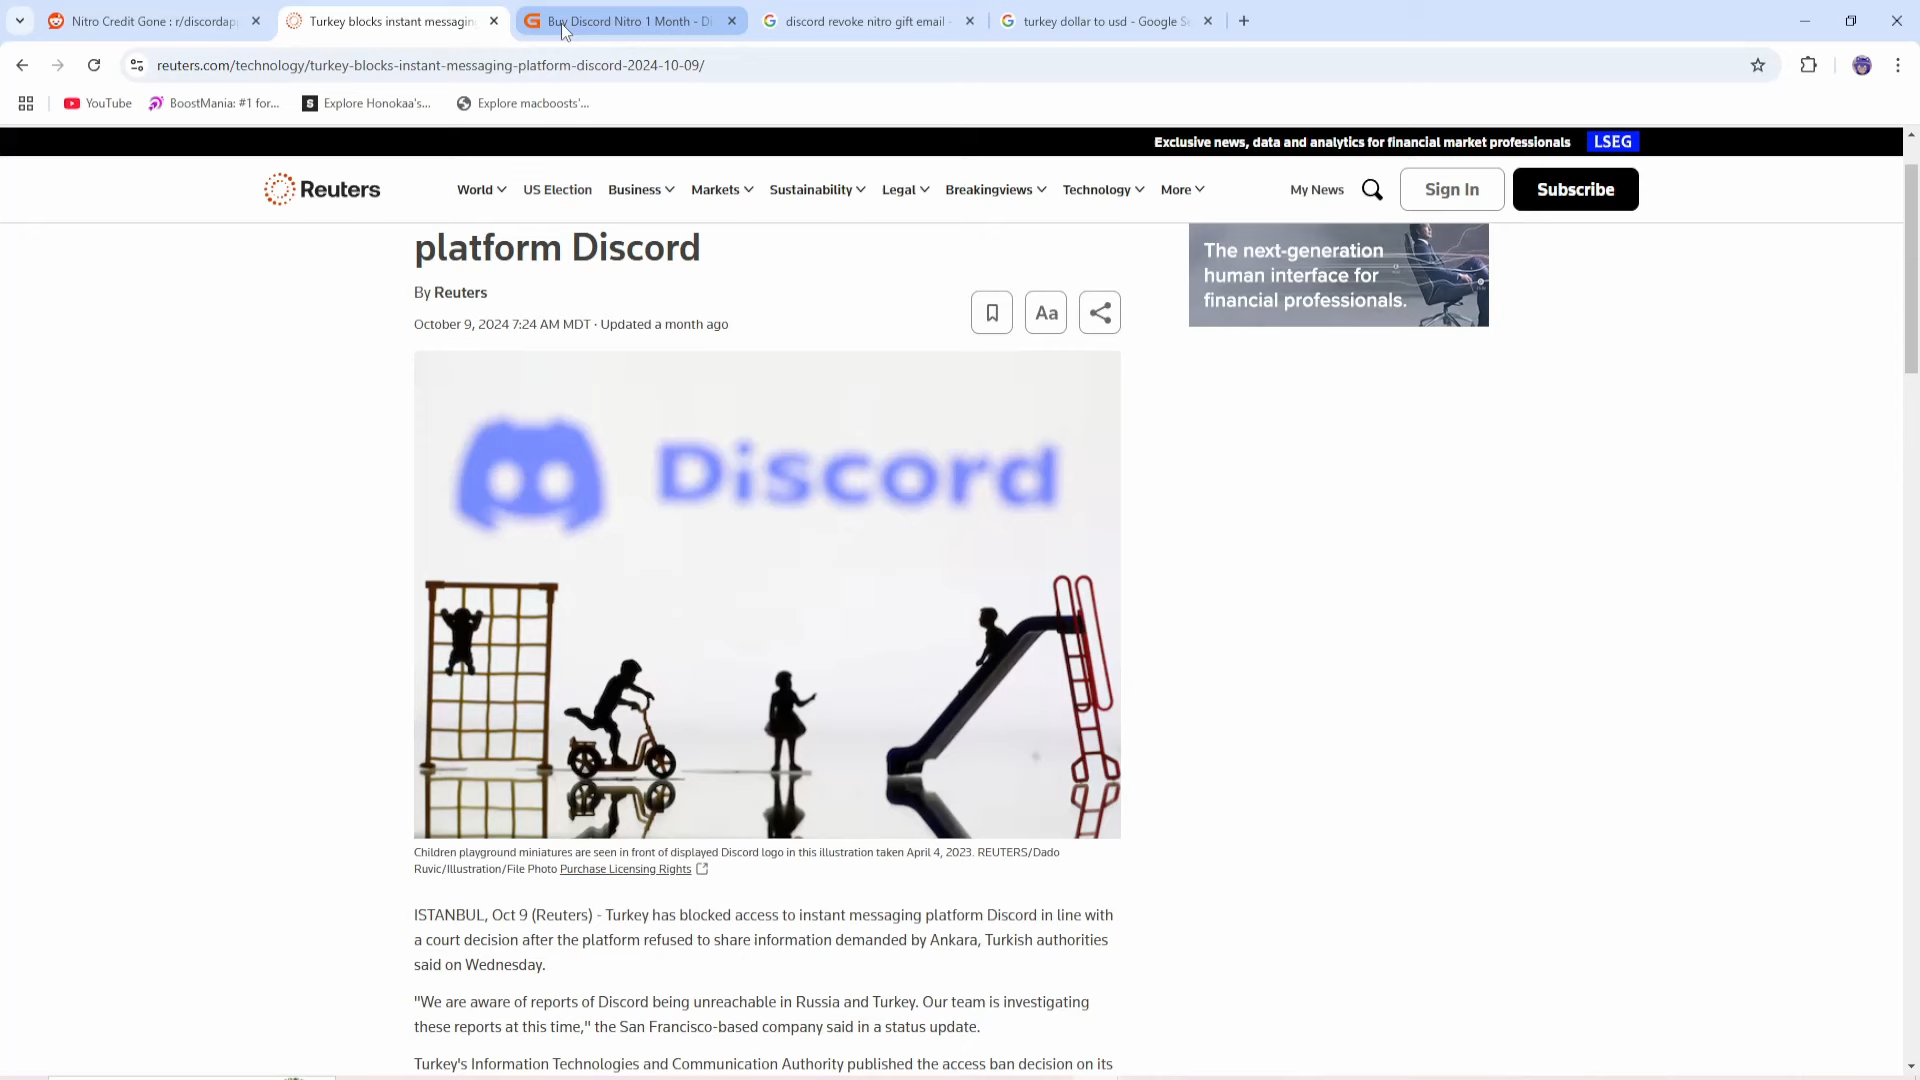 Nitro Credit Gone : r/discordapp
Turkey blocks instant messaging
Buy Discord Nitro 1 Month - Di
discord revoke nitro gift email -
turkey dollar to usd - Google Se
reuters.com/technology/turkey-blocks-instant-messaging-platform-discord-2024-10-09/
YouTube
BoostMania: #1 for...
Explore Honokaa's...
Explore macboosts'...
Exclusive news, data and analytics for financial market professionals LSEG
Reuters
World
US Election
Business
Markets
Sustainability
Legal
Breakingviews
Technology
More
My News
Sign In
Subscribe
platform Discord
By Reuters
October 9, 2024 7:24 AM MDT · Updated a month ago
Aa
The next-generation
human interface for
financial professionals.
Discord
Children playground miniatures are seen in front of displayed Discord logo in this illustration taken April 4, 2023. REUTERS/Dado
Ruvic/Illustration/File Photo Purchase Licensing Rights
ISTANBUL, Oct 9 (Reuters) - Turkey has blocked access to instant messaging platform Discord in line with
a court decision after the platform refused to share information demanded by Ankara, Turkish authorities
said on Wednesday.
"We are aware of reports of Discord being unreachable in Russia and Turkey. Our team is investigating
these reports at this time," the San Francisco-based company said in a status update.
Turkey's Information Technologies and Communication Authority published the access ban decision on its